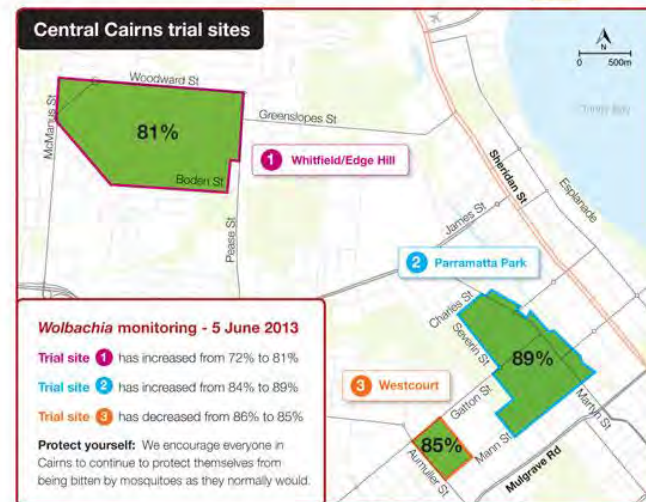 Central Cairns trial sites
N
0 500m
Woodward St
McManus St
81%
Greenslopes St
Trinity Bay
1 Whitfield/Edge Hill
Boden St
Sheridan St
Esplanade
Pease St
James St
2 Parramatta Park
Charles St
Severin St
89%
3 Westcourt
Gatton St
Martyn St
85%
Mann St
Aumuller St
Mulgrave Rd
Wolbachia monitoring - 5 June 2013
Trial site 1 has increased from 72% to 81%
Trial site 2 has increased from 84% to 89%
Trial site 3 has decreased from 86% to 85%
Protect yourself: We encourage everyone in
Cairns to continue to protect themselves from
being bitten by mosquitoes as they normally would.